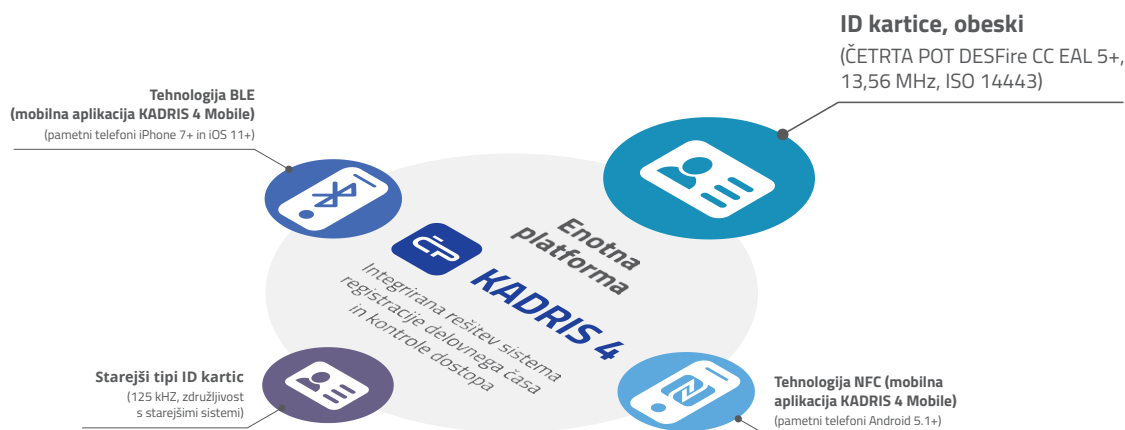 ID kartice, obeski
(ČETRTA POT DESFire CC EAL 5+,
13,56 MHz, ISO 14443)
Tehnologija BLE
(mobilna aplikacija KADRIS 4 Mobile)
(pametni telefoni iPhone 7+ in iOS 11+)
Enotna
platforma
ČP
KADRIS 4
Integrirana rešitev sistema
registracije delovnega časa
in kontrole dostopa
Starejši tipi ID kartic
(125 kHZ, združljivost
s starejšimi sistemi)
Tehnologija NFC (mobilna
aplikacija KADRIS 4 Mobile)
(pametni telefoni Android 5.1+)